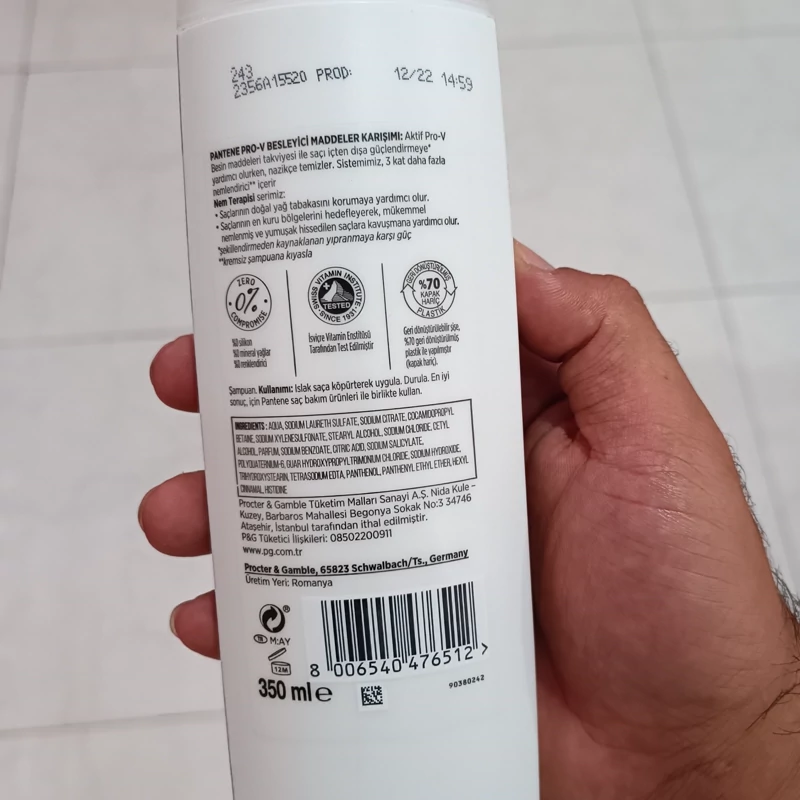 243
2356A15520 PROD: 12/22 14:59
PANTENE PRO-V BESLEYİCİ MADDELER KARIŞIMI: Aktif Pro-V
Besin maddeleri takviyesi ile saçı içten dışa güçlendirmeye*
yardımcı olurken, nazikçe temizler. Sistemimiz, 3 kat daha fazla
nemlendirici** içerir
Nem Terapisi serimiz:
• Saçlarının doğal yağ tabakasını korumaya yardımcı olur.
• Saçlarının en kuru bölgelerini hedefleyerek, mükemmel
nemlenmiş ve yumuşak hissedilen saçlara kavuşmana yardımcı olur.
*şekillendirmeden kaynaklanan yıpranmaya karşı güç
**kremsiz şampuana kıyasla
ZERO
•0%•
COMPROMISE
%0 silikon
%0 mineral yağlar
%0 renklendirici
SWISS VITAMIN INSTITUTE
TESTED
• SINCE 1931 •
İsviçre Vitamin Enstitüsü
Tarafından Test Edilmiştir
GERİ DÖNÜŞTÜRÜLMÜŞ
%70
KAPAK
HARİÇ
PLASTİK
Geri dönüştürülebilir şişe,
%70 geri dönüştürülmüş
plastik ile yapılmıştır
(kapak hariç).
Şampuan. Kullanımı: Islak saça köpürterek uygula. Durula. En iyi
sonuç, için Pantene saç bakım ürünleri ile birlikte kullan.
INGREDIENTS: AQUA, SODIUM LAURETH SULFATE, SODIUM CITRATE, COCAMIDOPROPYL
BETAINE, SODIUM XYLENESULFONATE, STEARYL ALCOHOL, SODIUM CHLORIDE, CETYL
ALCOHOL, PARFUM, SODIUM BENZOATE, CITRIC ACID, SODIUM SALICYLATE,
POLYQUATERNIUM-6, GUAR HYDROXYPROPYLTRIMONIUM CHLORIDE, SODIUM HYDROXIDE,
TRIHYDROXYSTEARIN, TETRASODIUM EDTA, PANTHENOL, PANTHENYL ETHYL ETHER, HEXYL
CINNAMAL, HISTIDINE
Procter & Gamble Tüketim Malları Sanayi A.Ş. Nida Kule –
Kuzey, Barbaros Mahallesi Begonya Sokak No:3 34746
Ataşehir, İstanbul tarafından ithal edilmiştir.
P&G Tüketici İlişkileri: 08502200911
www.pg.com.tr
Procter & Gamble, 65823 Schwalbach/Ts., Germany
Üretim Yeri: Romanya
TR M:AY
12M
8 006540 476512 >
350 ml e
90380242